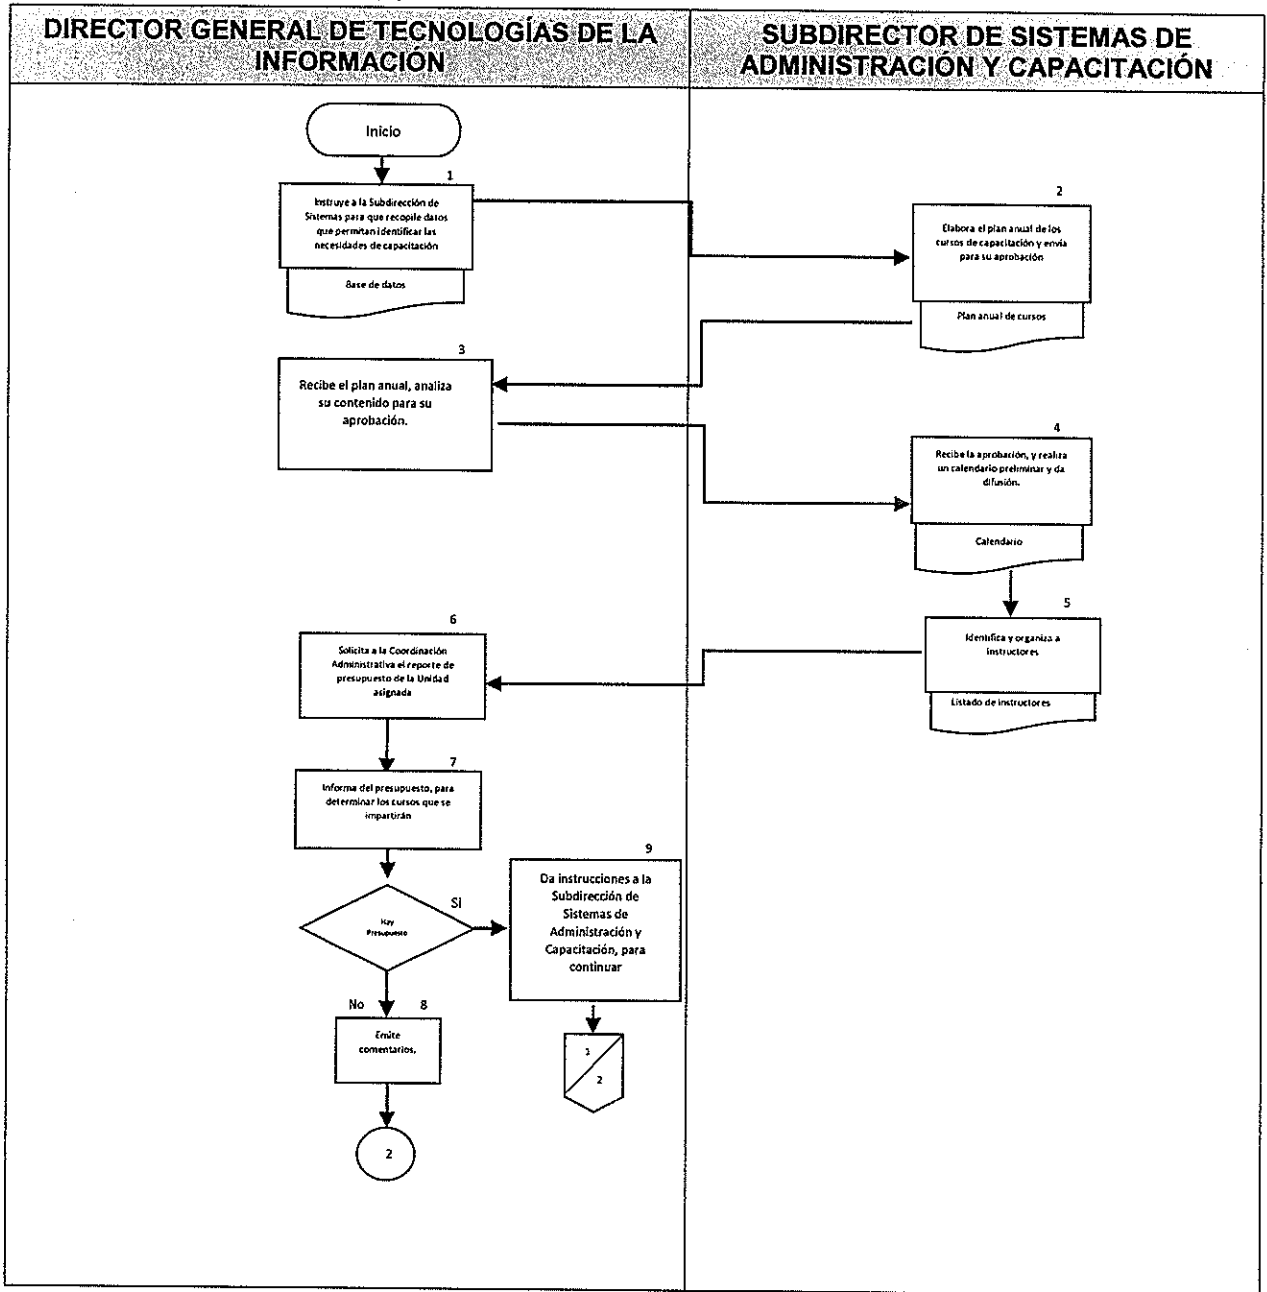 DIRECTOR GENERAL DE TECNOLOGÍAS DE LA
INFORMACIÓN
SUBDIRECTOR DE SISTEMAS DE
ADMINISTRACIÓN Y CAPACITACIÓN
Inicio
1
Instruye a la Subdirección de
Sistemas para que recopile datos
que permitan identificar las
necesidades de capacitación
Base de datos
2
Elabora el plan anual de los
cursos de capacitación y envía
para su aprobación
Plan anual de cursos
3
Recibe el plan anual, analiza
su contenido para su
aprobación.
4
Recibe la aprobación, y realiza
un calendario preliminar y da
difusión.
Calendario
5
Identifica y organiza a
instructores
Listado de instructores
6
Solicita a la Coordinación
Administrativa el reporte de
presupuesto de la Unidad
asignada
7
Informa del presupuesto, para
determinar los cursos que se
impartirán
Hay
Presupuesto
SI
9
Da instrucciones a la
Subdirección de
Sistemas de
Administración y
Capacitación, para
continuar
No
8
Emite
comentarios.
1
2
2